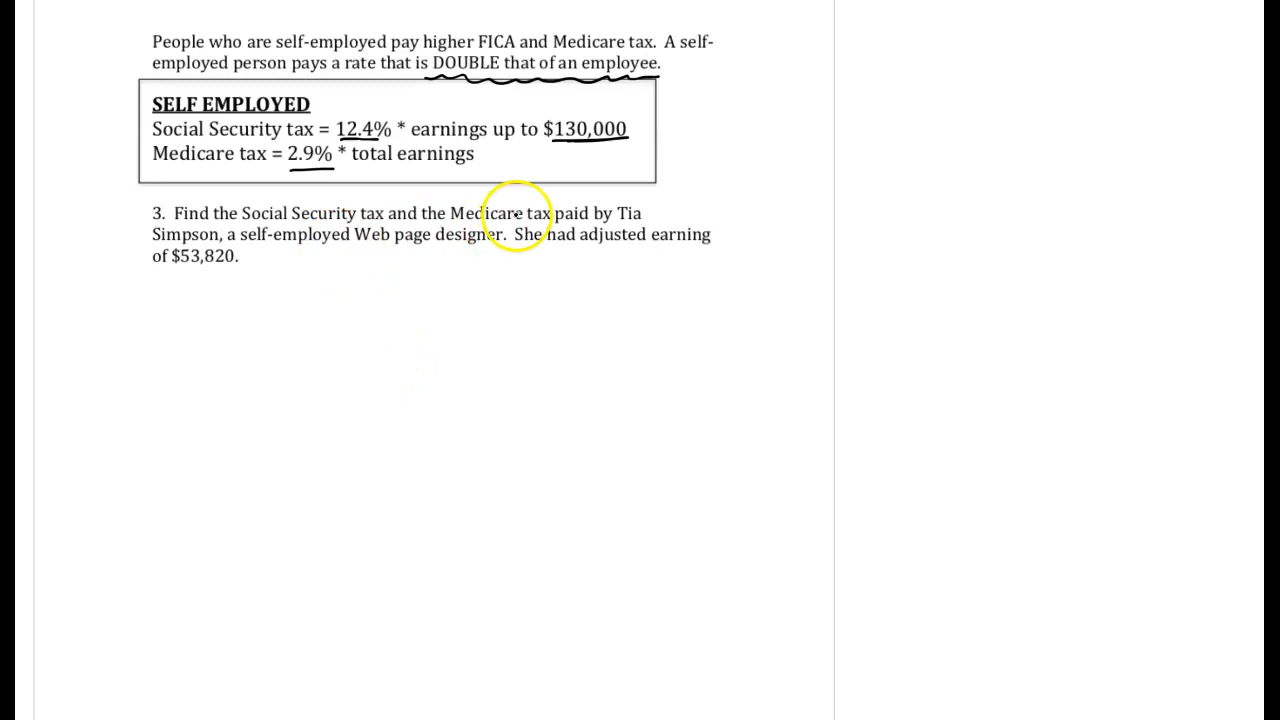 People who are self-employed pay higher FICA and Medicare tax. A self-
employed person pays a rate that is DOUBLE that of an employee.
SELF EMPLOYED
Social Security tax = 12.4% * earnings up to $130,000
Medicare tax = 2.9% * total earnings
3. Find the Social Security tax and the Medicare tax paid by Tia
Simpson, a self-employed Web page designer. She had adjusted earning
of $53,820.